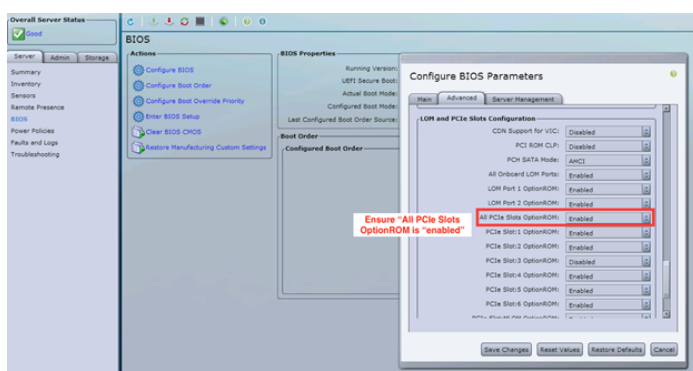 Overall Server Status
Good
Server Admin Storage
Summary
Inventory
Sensors
Remote Presence
BIOS
Power Policies
Faults and Logs
Troubleshooting
BIOS
Actions
Configure BIOS
Configure Boot Order
Configure Boot Override Priority
Enter BIOS Setup
Clear BIOS CMOS
Restore Manufacturing Custom Settings
BIOS Properties
Running Version:
UEFI Secure Boot:
Actual Boot Mode:
Configured Boot Mode:
Last Configured Boot Order Source:
Boot Order
Configured Boot Order
Ensure "All PCIe Slots
OptionROM is "enabled"
Configure BIOS Parameters
Main Advanced Server Management
LOM and PCIe Slots Configuration
CDN Support for VIC: Disabled
PCI ROM CLP: Disabled
PCH SATA Mode: AHCI
All Onboard LOM Ports: Enabled
LOM Port 1 OptionROM: Enabled
LOM Port 2 OptionROM: Enabled
All PCIe Slots OptionROM: Enabled
PCIe Slot:1 OptionROM: Enabled
PCIe Slot:2 OptionROM: Enabled
PCIe Slot:3 OptionROM: Disabled
PCIe Slot:4 OptionROM: Enabled
PCIe Slot:5 OptionROM: Enabled
PCIe Slot:6 OptionROM: Enabled
Save Changes Reset Values Restore Defaults Cancel